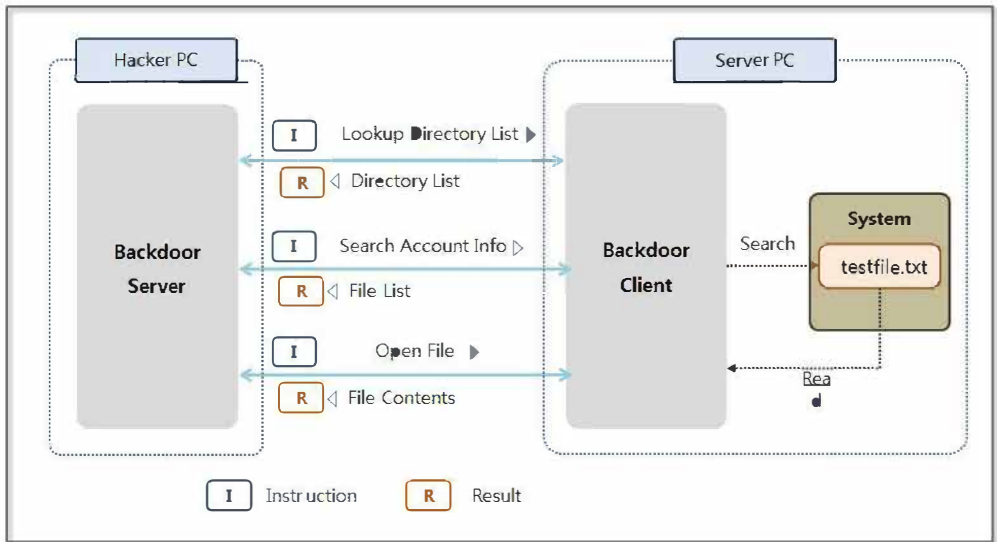 Hacker PC
Server PC
I Lookup Directory List
R Directory List
Backdoor
Server
I Search Account Info
R File List
I Open File
R File Contents
Backdoor
Client
Search
System
testfile.txt
Rea
d
I Instruction
R Result